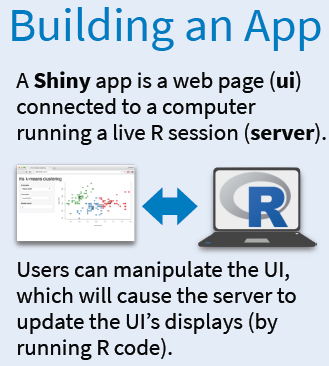 Building an App
A Shiny app is a web page (ui)
connected to a computer
running a live R session (server).
Iris k-means clustering
R
Users can manipulate the UI,
which will cause the server to
update the UI's displays (by
running R code).